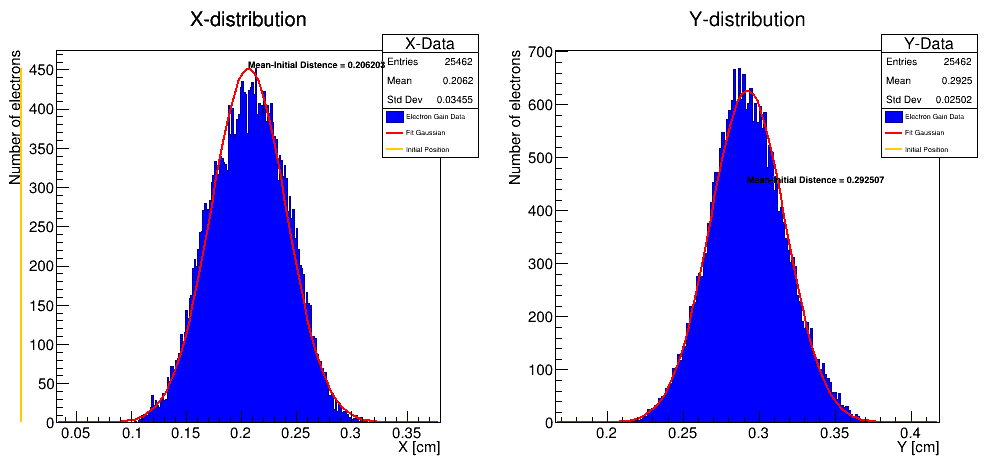 X-distribution
Number of electrons
450
400
350
300
250
200
150
100
50
0
0.05
0.1
0.15
0.2
0.25
0.3
0.35
X [cm]
Mean-Initial Distence = 0.206203
X-Data
Entries 25462
Mean 0.2062
Std Dev 0.03455
Electron Gain Data
Fit Gaussian
Initial Position
Y-distribution
Number of electrons
700
600
500
400
300
200
100
0
0.2
0.25
0.3
0.35
0.4
Y [cm]
Mean-Initial Distence = 0.292507
Y-Data
Entries 25462
Mean 0.2925
Std Dev 0.02502
Electron Gain Data
Fit Gaussian
Initial Position